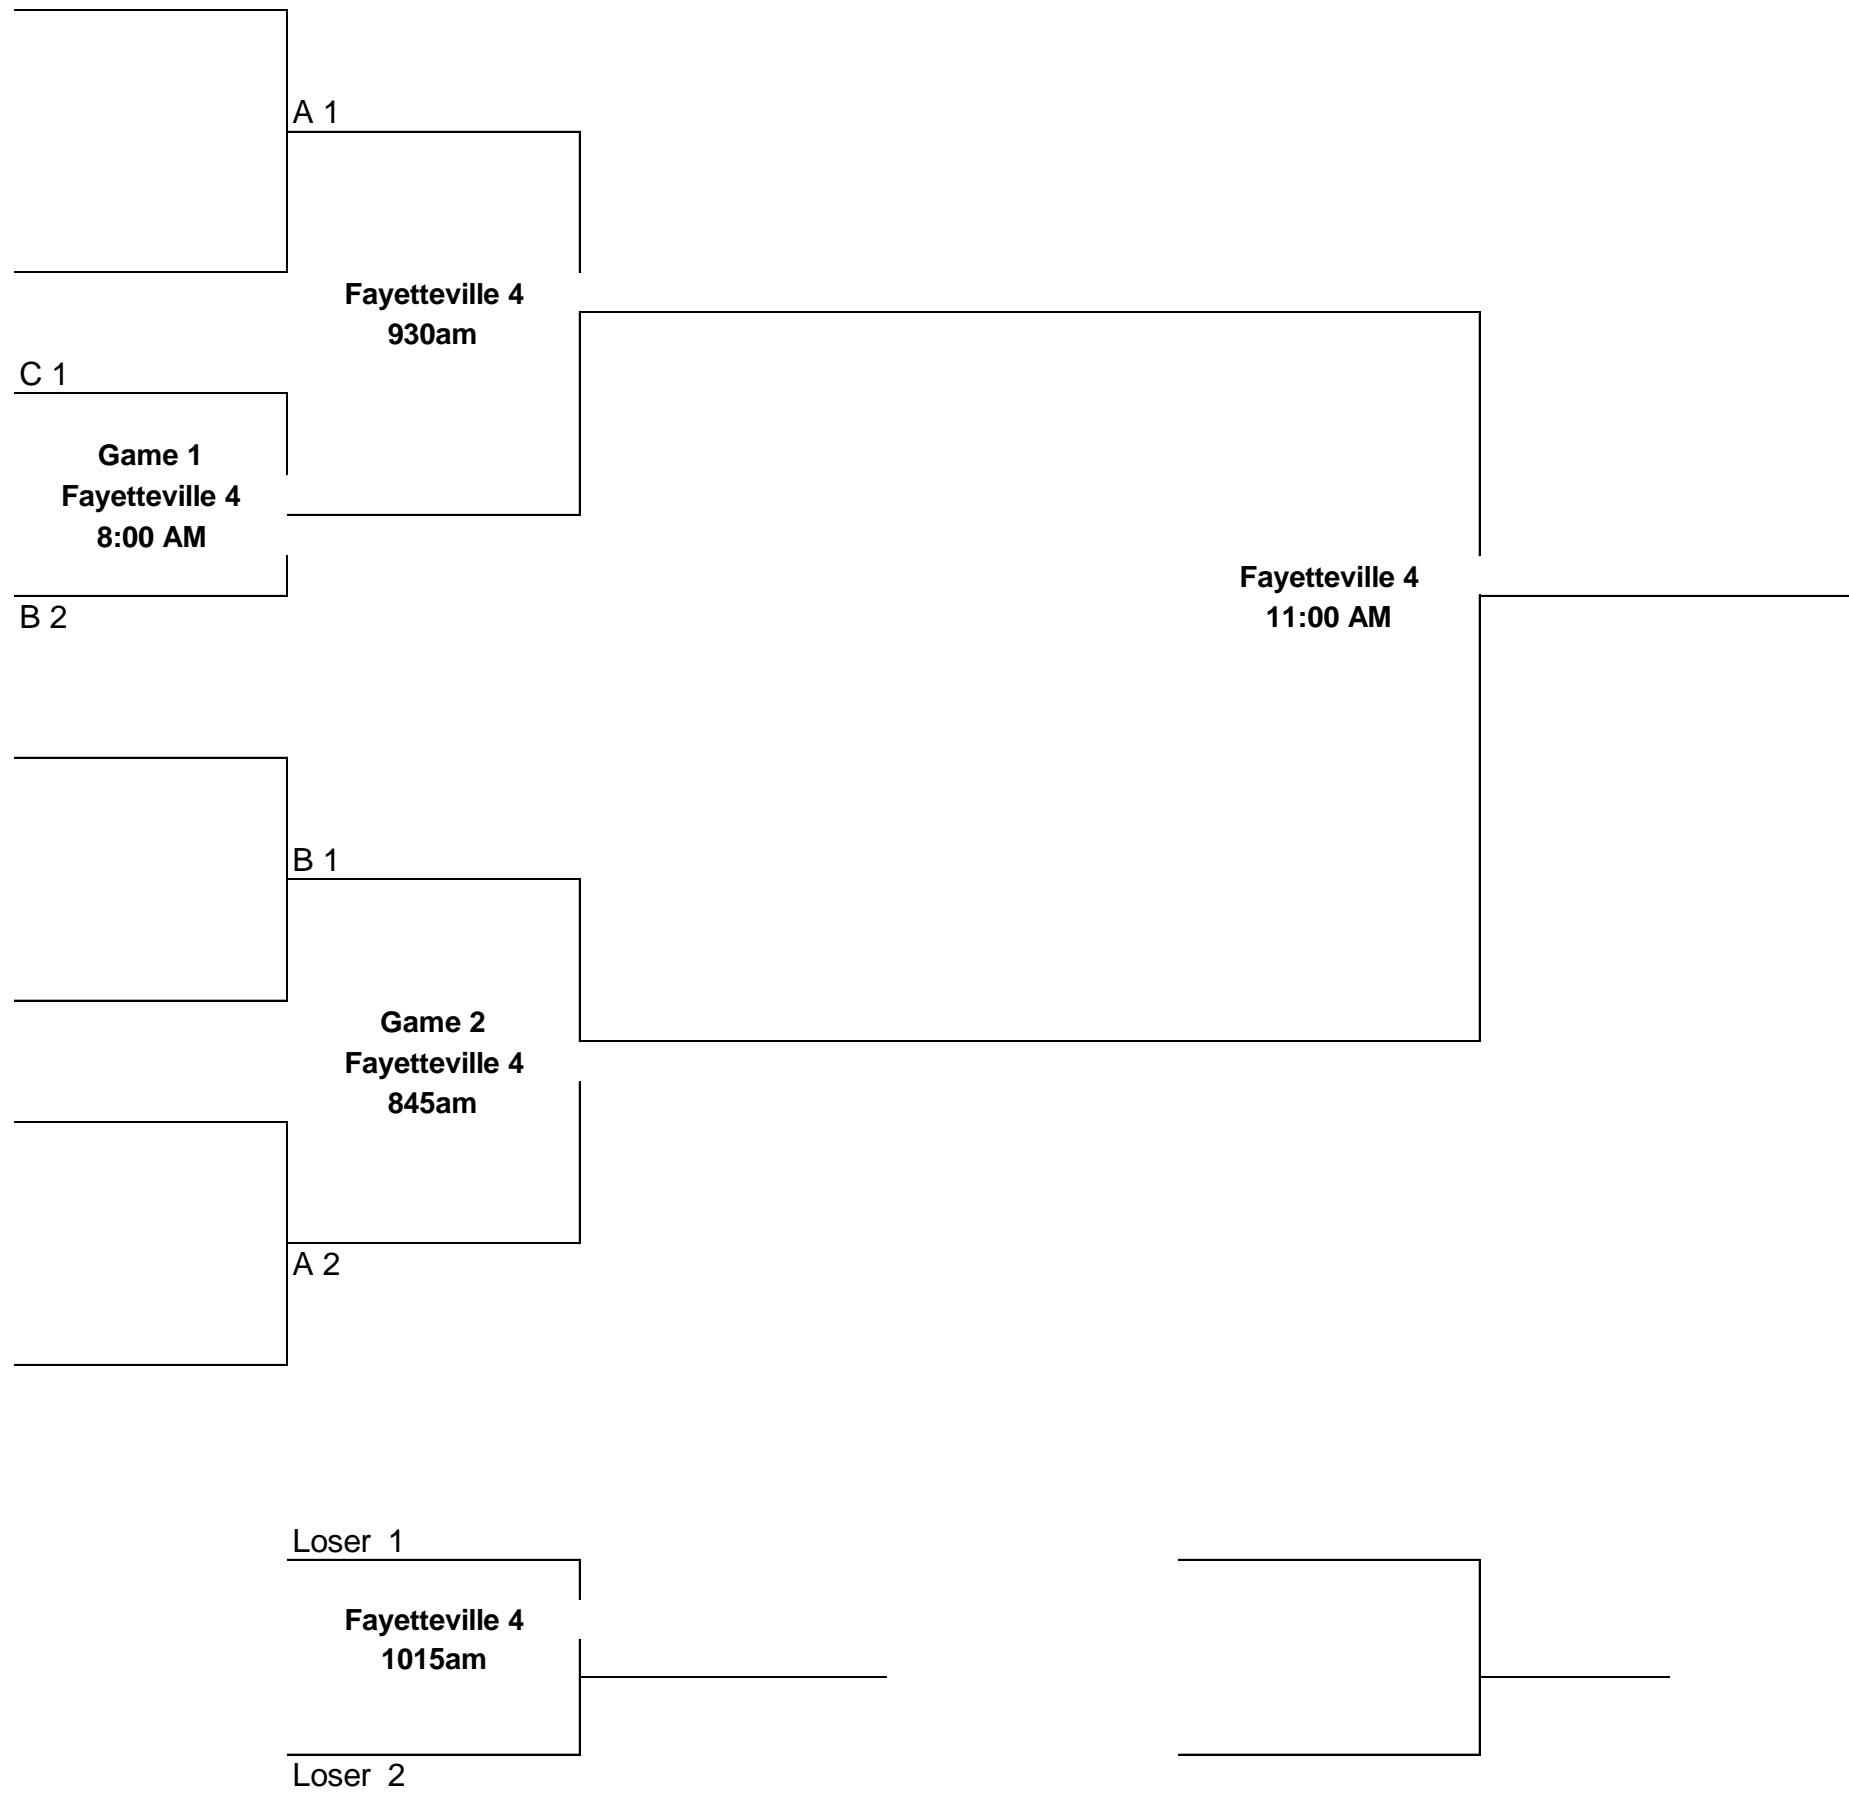 A 1
Fayetteville 4
930am
C 1
Game 1
Fayetteville 4
8:00 AM
B 2
Fayetteville 4
11:00 AM
B 1
Game 2
Fayetteville 4
845am
A 2
Loser 1
Fayetteville 4
1015am
Loser 2